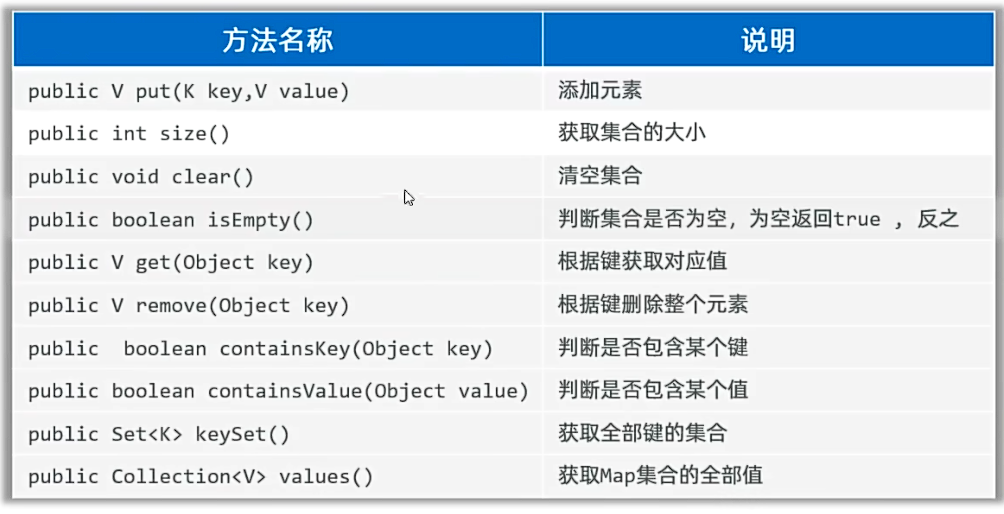 方法名称 说明
public V put(K key,V value) 添加元素
public int size() 获取集合的大小
public void clear() 清空集合
public boolean isEmpty() 判断集合是否为空，为空返回true , 反之
public V get(Object key) 根据键获取对应值
public V remove(Object key) 根据键删除整个元素
public  boolean containsKey(Object key) 判断是否包含某个键
public boolean containsValue(Object value) 判断是否包含某个值
public Set<K> keySet() 获取全部键的集合
public Collection<V> values() 获取Map集合的全部值